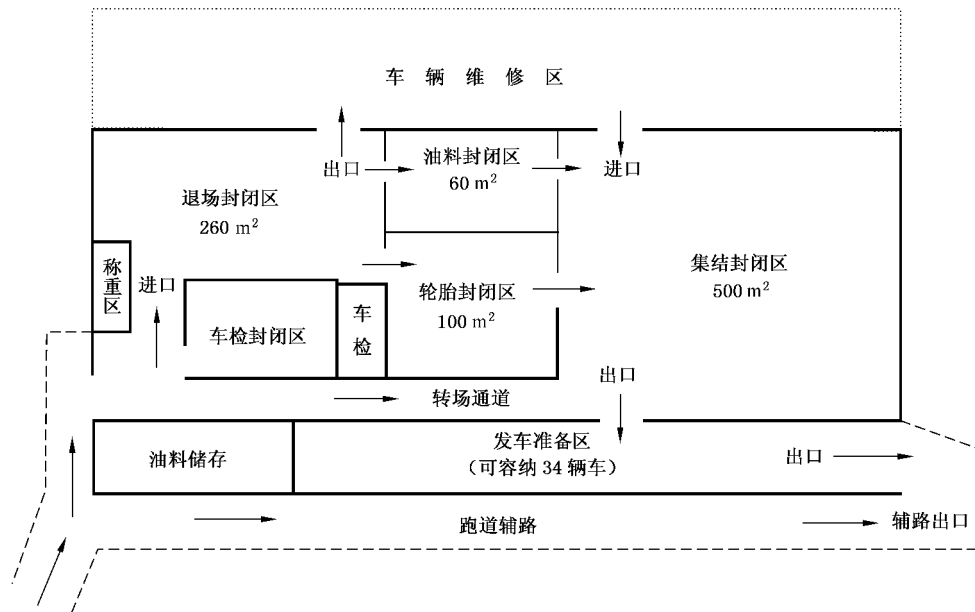 车辆维修区
出口
油料封闭区
60 m²
进口
退场封闭区
260 m²
称重区
进口
车检封闭区
车检
轮胎封闭区
100 m²
集结封闭区
500 m²
出口
转场通道
油料储存
发车准备区
（可容纳 34 辆车）
出口
跑道辅路
辅路出口